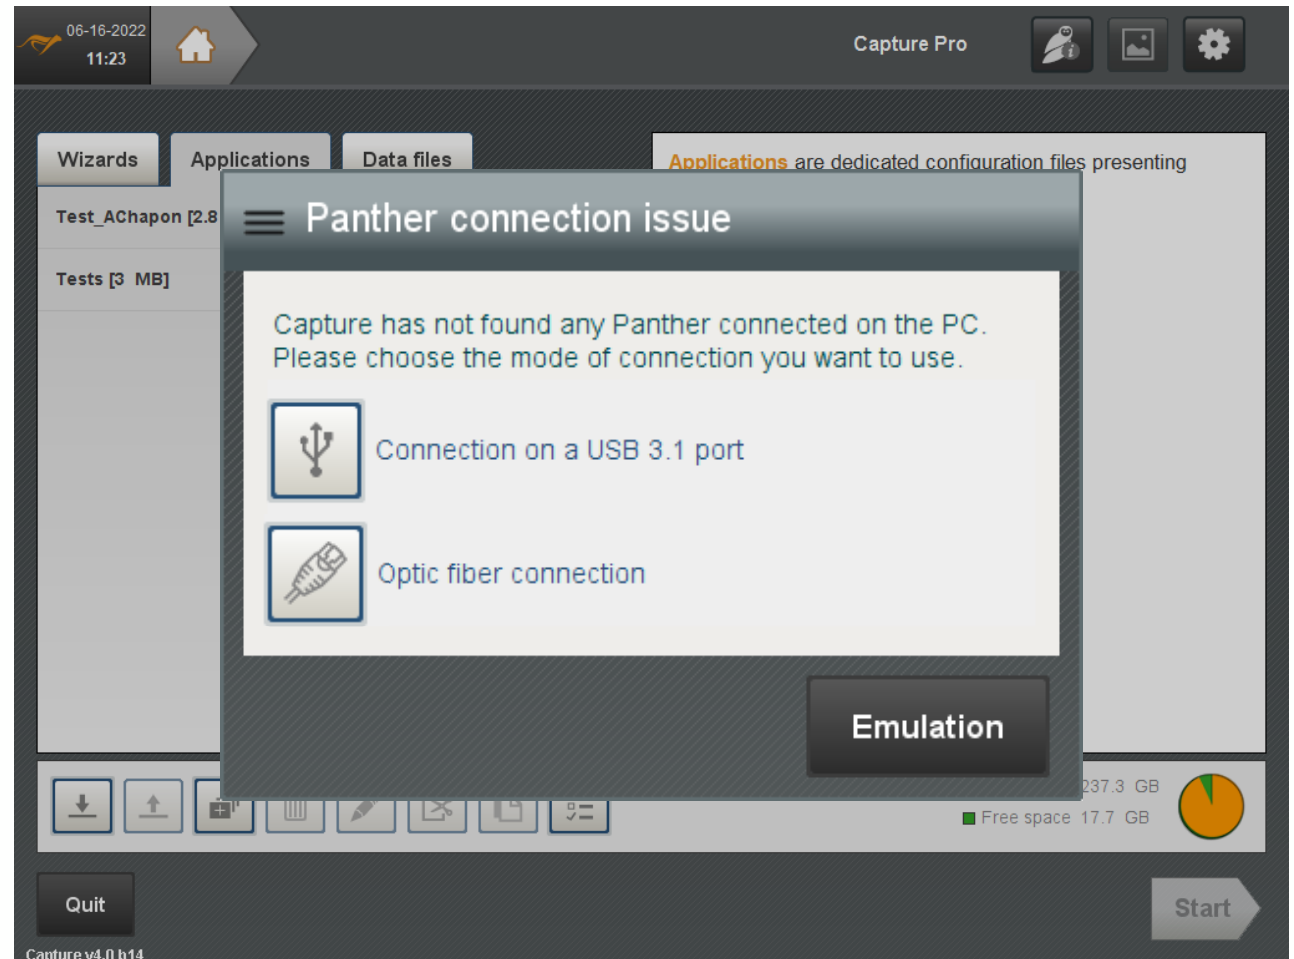 06-16-2022
11:23
Capture Pro
Wizards
Applications
Data files
Applications are dedicated configuration files presenting
Test_AChapon [2.8
Tests [3 MB]
Panther connection issue
Capture has not found any Panther connected on the PC.
Please choose the mode of connection you want to use.
Connection on a USB 3.1 port
Optic fiber connection
Emulation
237.3 GB
Free space 17.7 GB
Quit
Start
Capture v4.0 b14